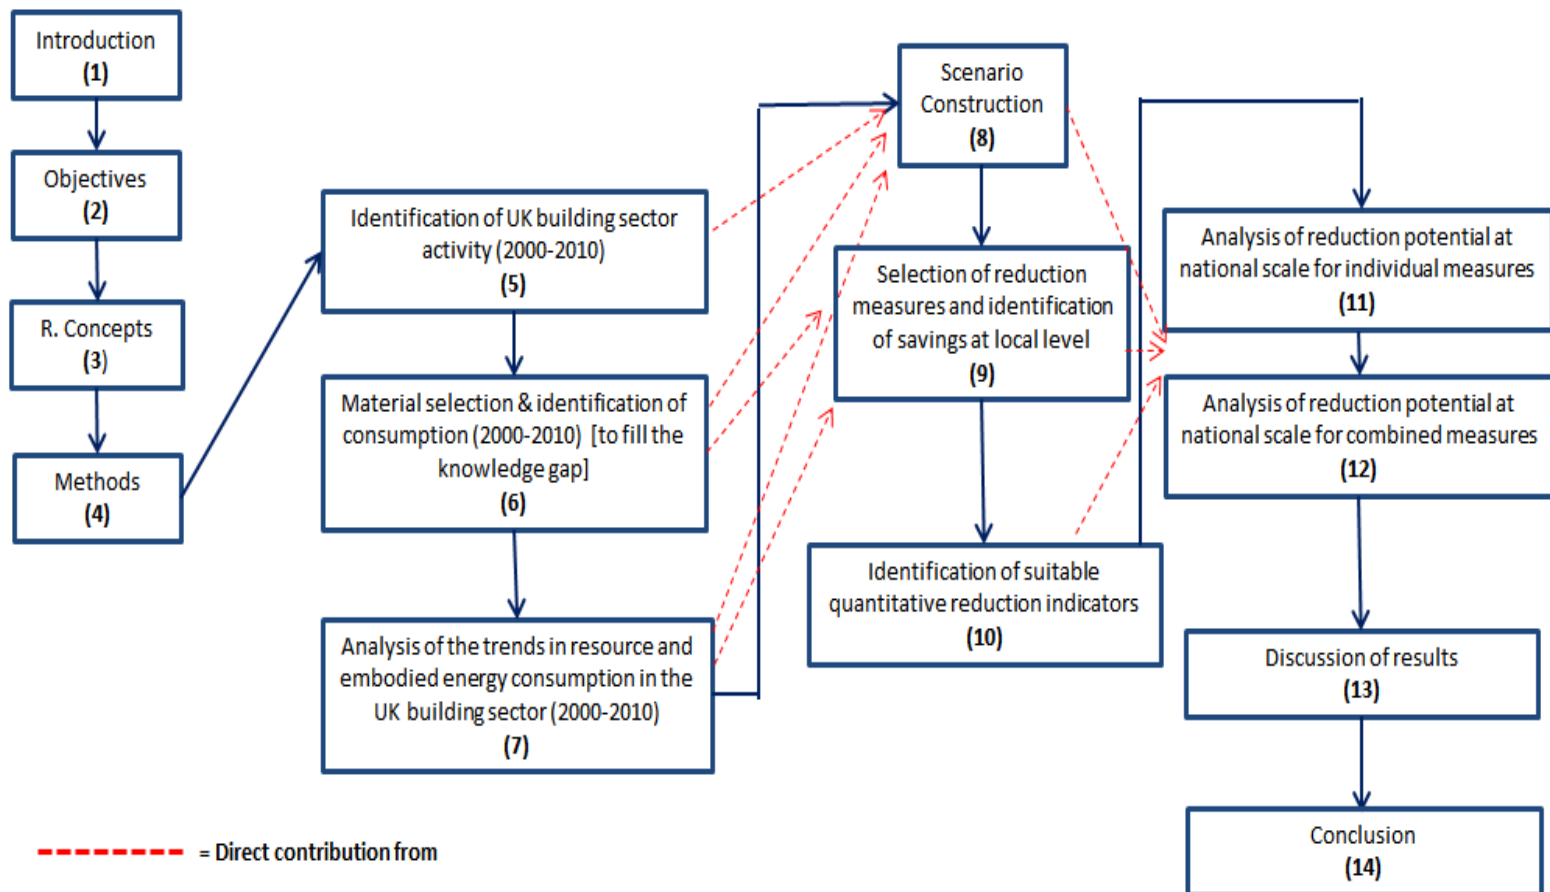 Introduction
(1)
Objectives
(2)
R. Concepts
(3)
Methods
(4)
Identification of UK building sector
activity (2000-2010)
(5)
Material selection & identification of
consumption (2000-2010) [to fill the
knowledge gap]
(6)
Analysis of the trends in resource and
embodied energy consumption in the
UK building sector (2000-2010)
(7)
Scenario
Construction
(8)
Selection of reduction
measures and identification
of savings at local level
(9)
Identification of suitable
quantitative reduction indicators
(10)
Analysis of reduction potential at
national scale for individual measures
(11)
Analysis of reduction potential at
national scale for combined measures
(12)
Discussion of results
(13)
Conclusion
(14)
= Direct contribution from